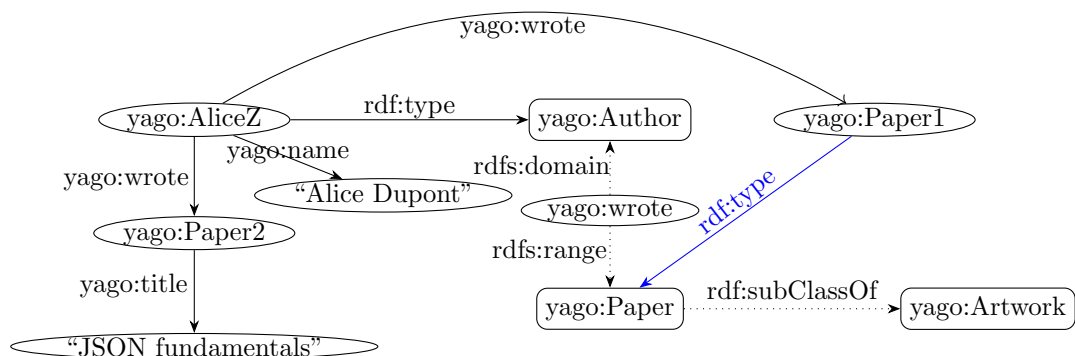 yago:wrote
yago:AliceZ
rdf:type
yago:Author
yago:Paper1
yago:name
rdfs:domain
yago:wrote
“Alice Dupont”
yago:wrote
rdf:type
yago:Paper2
rdfs:range
yago:title
yago:Paper
rdf:subClassOf
yago:Artwork
“JSON fundamentals”